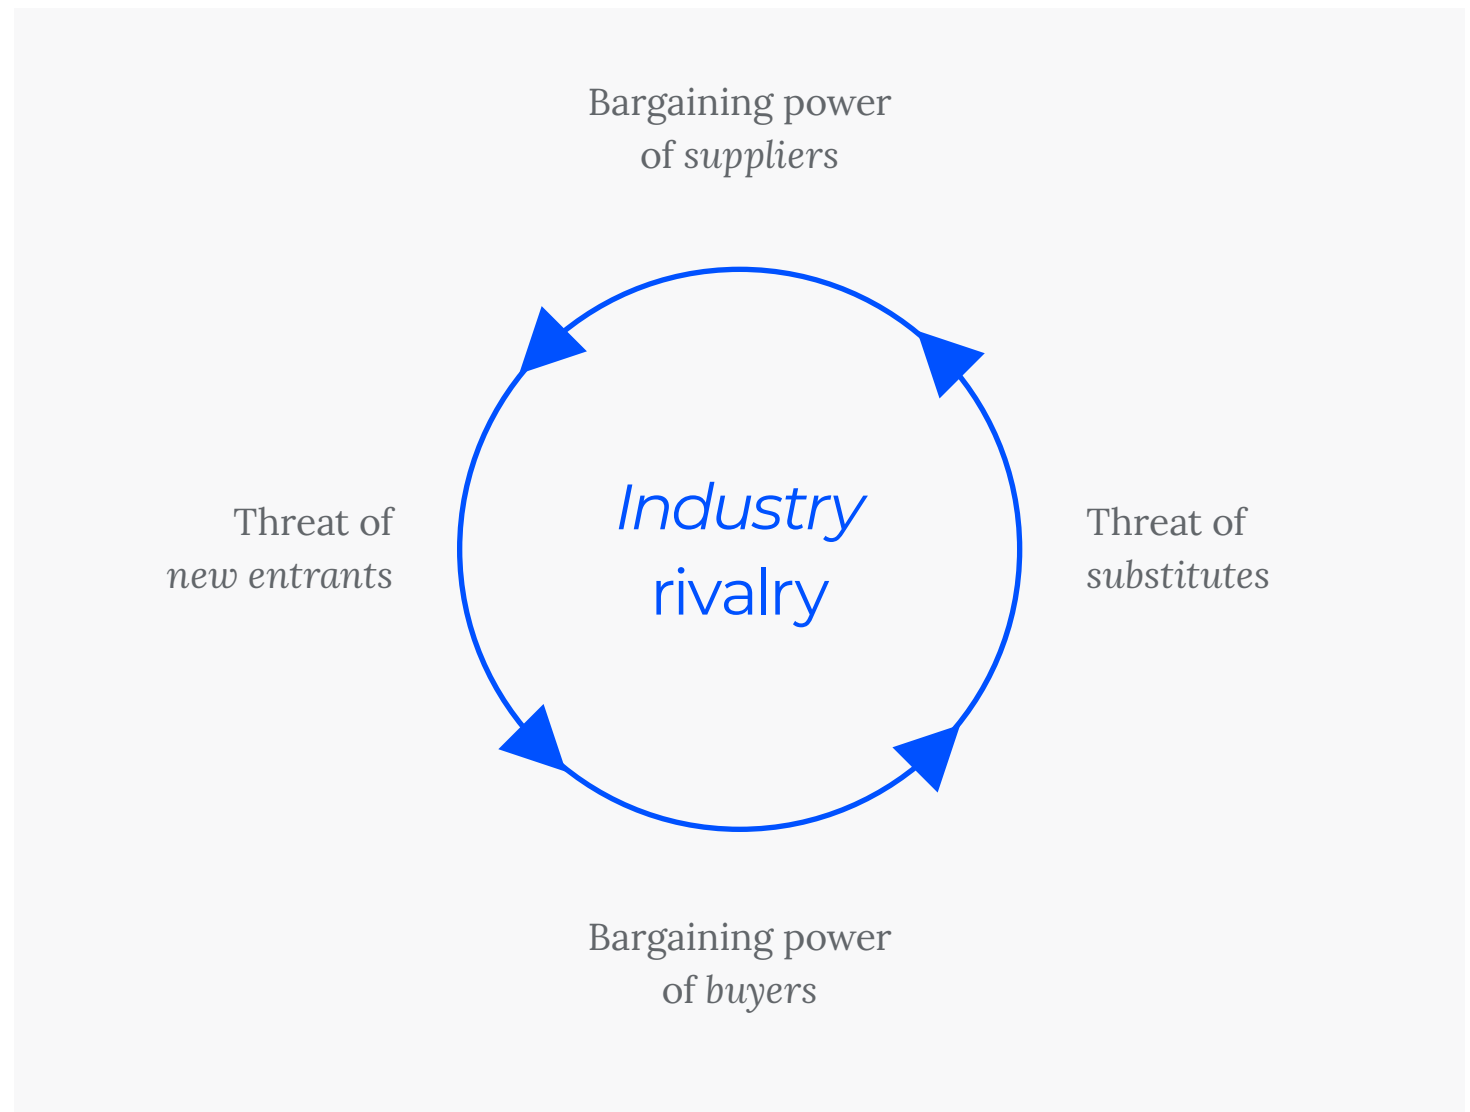 Bargaining power
of suppliers
Industry
rivalry
Threat of
new entrants
Threat of
substitutes
Bargaining power
of buyers